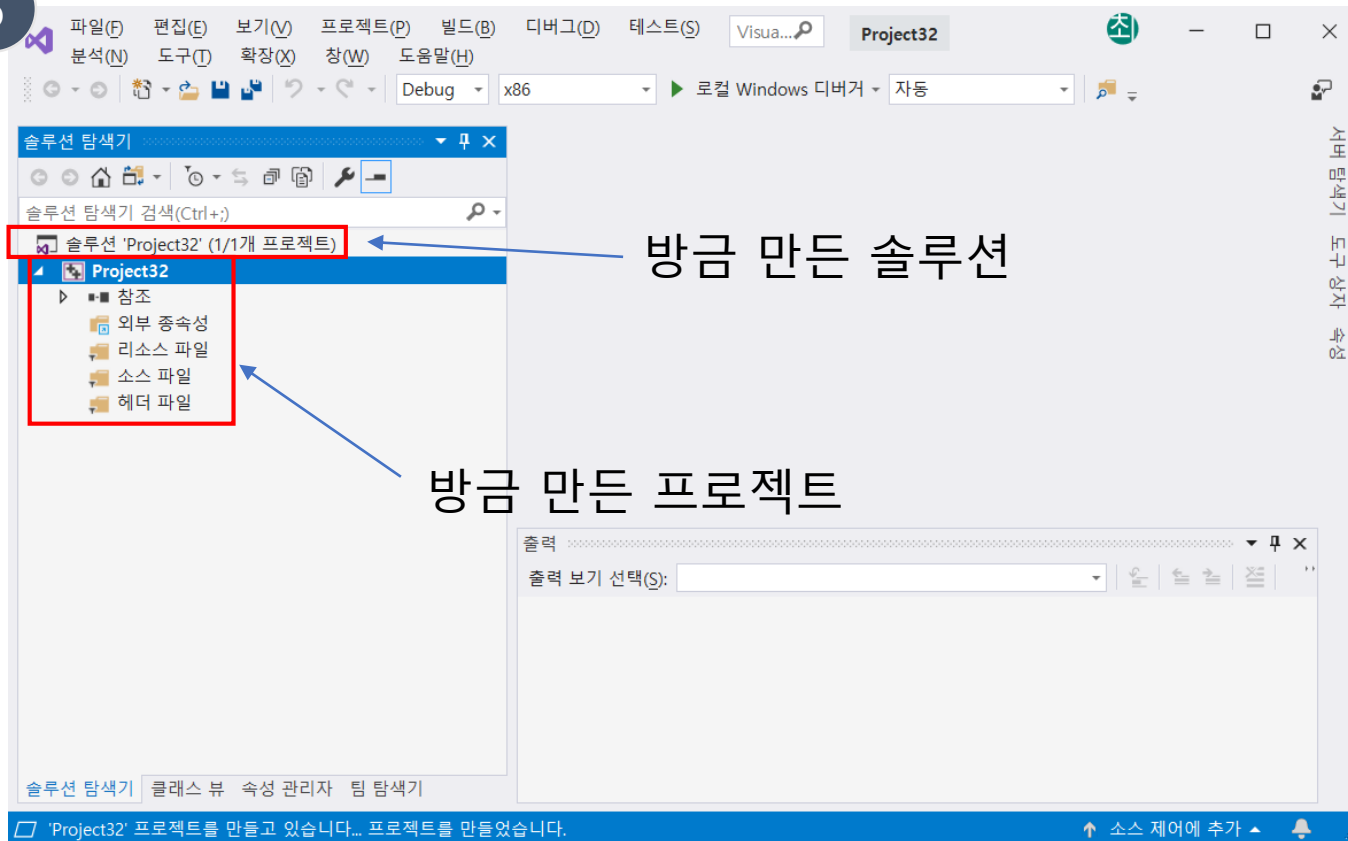 파일(F) 편집(E) 보기(V) 프로젝트(P) 빌드(B) 디버그(D) 테스트(S) Visua... Project32 조
분석(N) 도구(T) 확장(X) 창(W) 도움말(H)
Debug x86 로컬 Windows 디버거 자동
솔루션 탐색기
솔루션 탐색기 검색(Ctrl+;)
솔루션 'Project32' (1/1개 프로젝트)
방금 만든 솔루션
Project32
참조
외부 종속성
리소스 파일
소스 파일
헤더 파일
방금 만든 프로젝트
서버 탐색기
도구 상자
속성
출력
출력 보기 선택(S):
솔루션 탐색기 클래스 뷰 속성 관리자 팀 탐색기
'Project32' 프로젝트를 만들고 있습니다... 프로젝트를 만들었습니다. 소스 제어에 추가